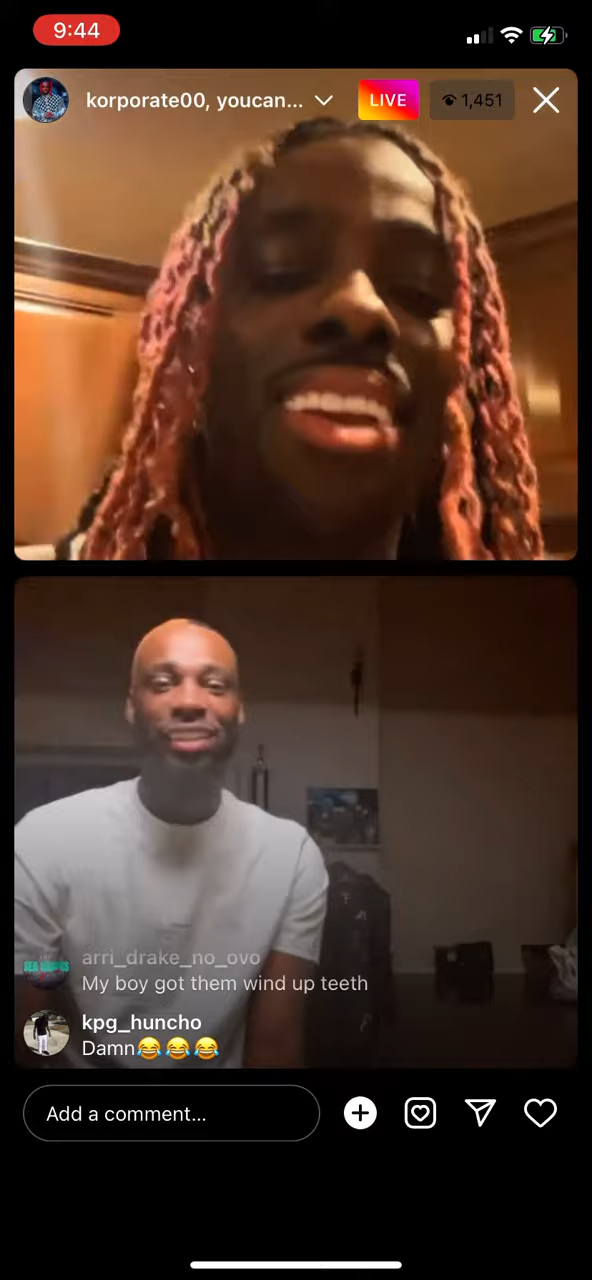 9:44
korporate00, youcan...
LIVE
1,451
arri_drake_no_ovo
My boy got them wind up teeth
kpg_huncho
Damn😂😂😂
Add a comment...